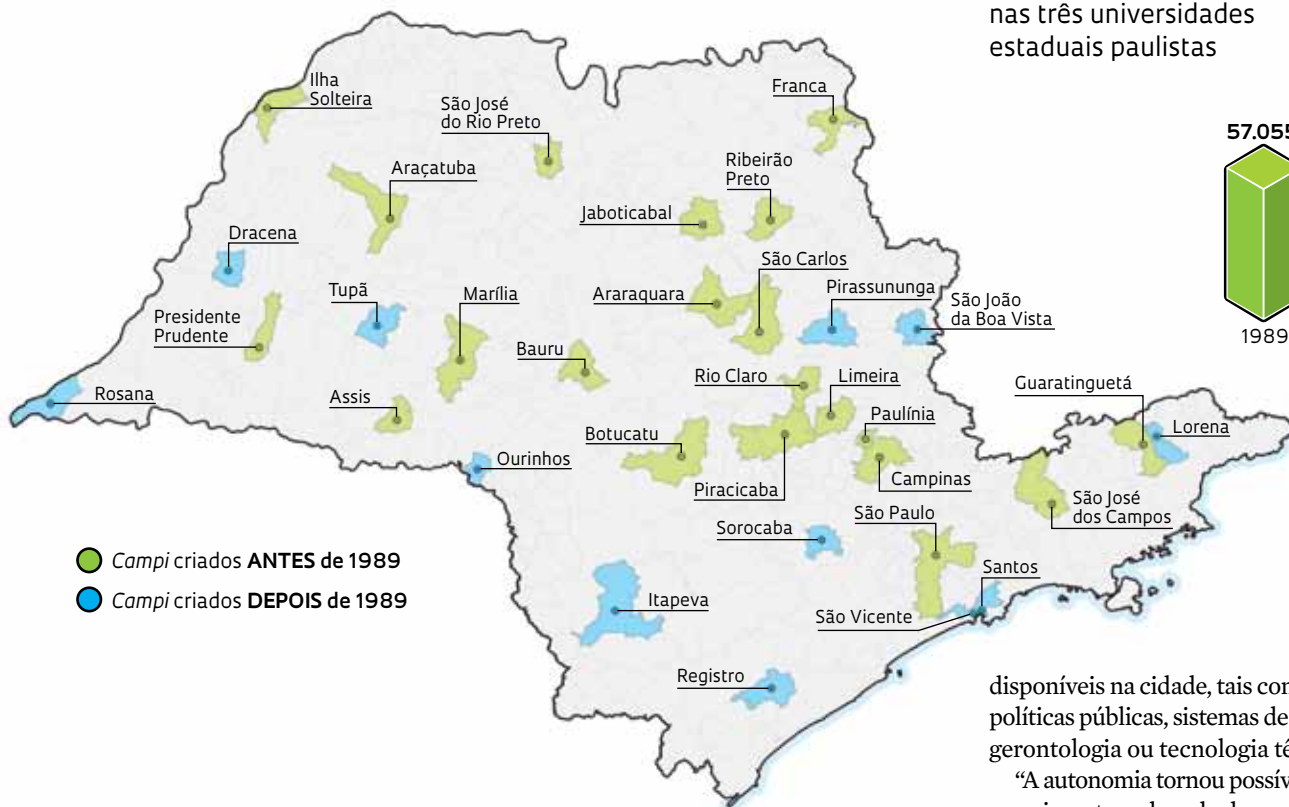 nas três universidades
estaduais paulistas
57.055
1989
Ilha
Solteira
São José
do Rio Preto
Franca
Araçatuba
Ribeirão
Preto
Jaboticabal
Dracena
São Carlos
Tupã
Marília
Araraquara
Pirassununga
São João
da Boa Vista
Presidente
Prudente
Bauru
Rio Claro
Limeira
Guaratinguetá
Rosana
Assis
Paulínia
Lorena
Botucatu
Ourinhos
Piracicaba
Campinas
São José
dos Campos
Sorocaba
São Paulo
Campi criados ANTES de 1989
Campi criados DEPOIS de 1989
Santos
Itapeva
São Vicente
Registro
disponíveis na cidade, tais
políticas públicas, sistemas de
gerontologia ou tecnologia
“A autonomia tornou